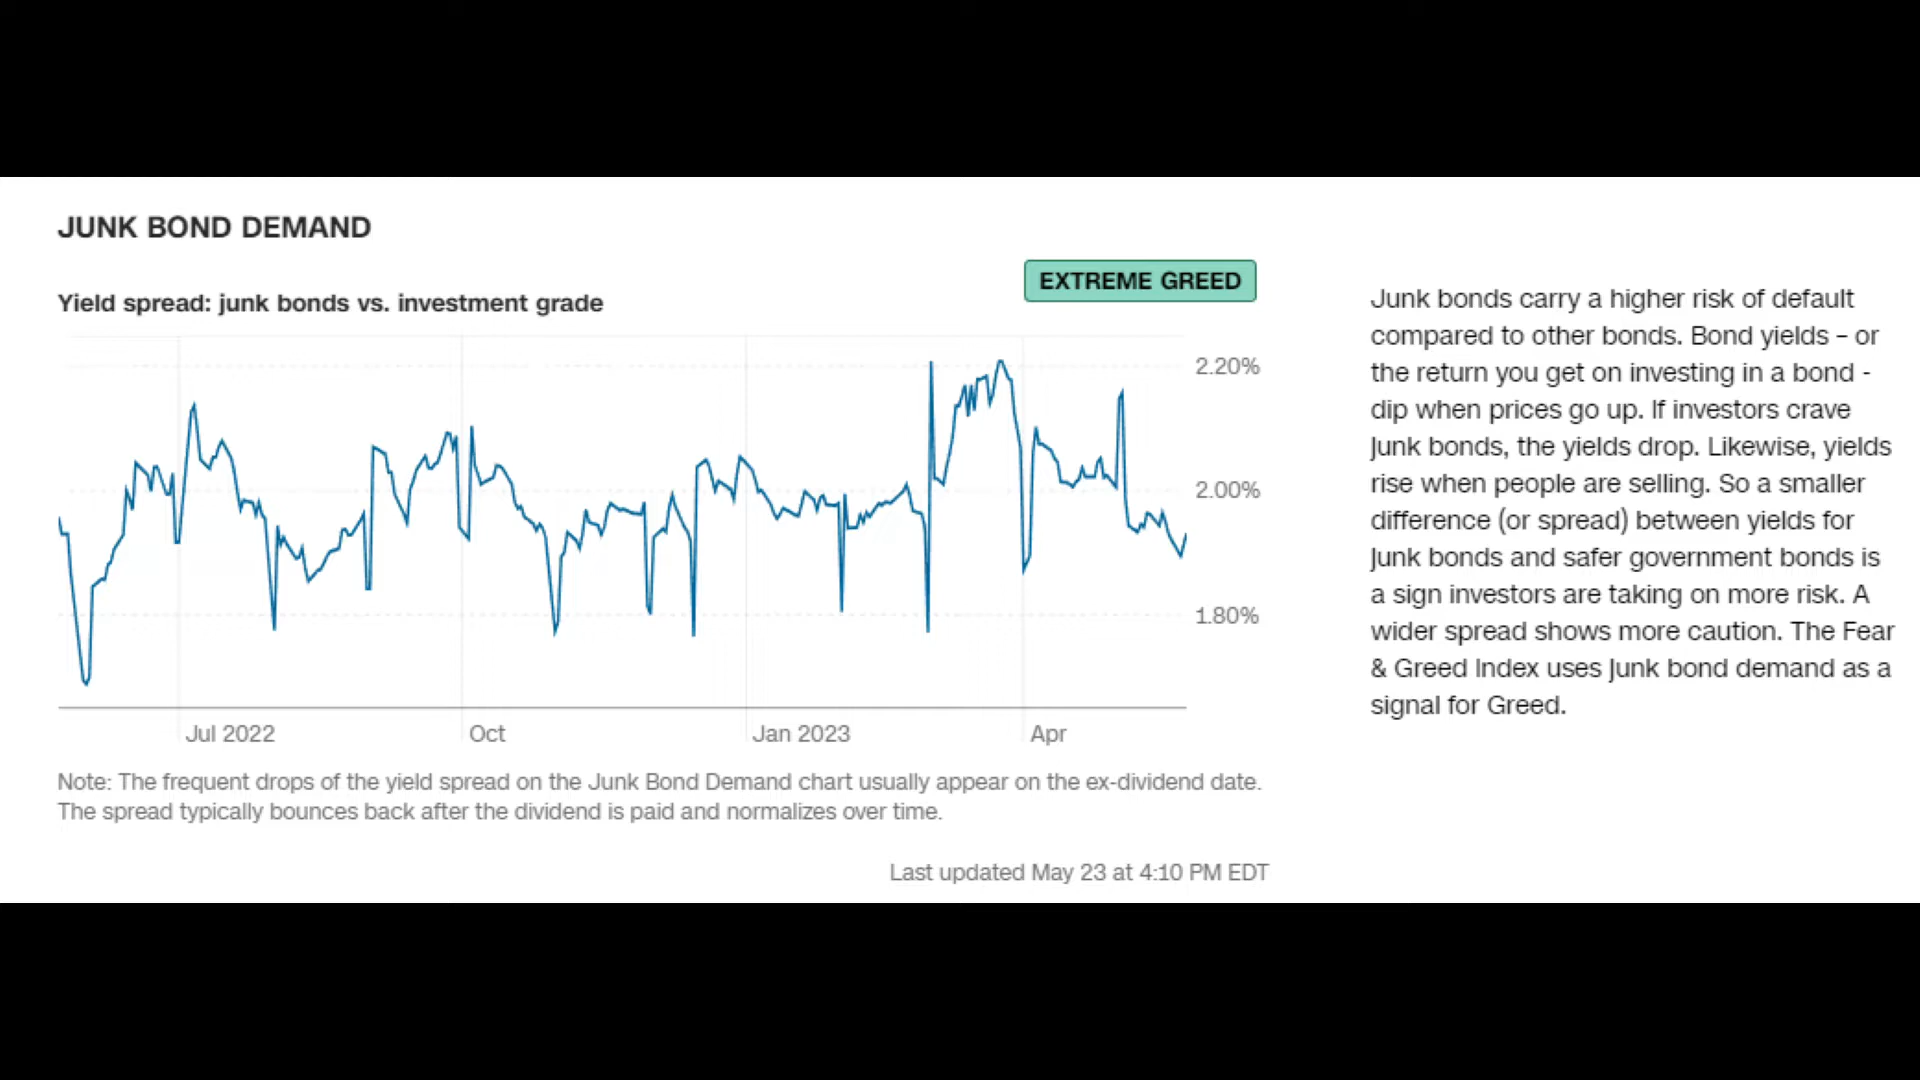 JUNK BOND DEMAND
EXTREME GREED
Yield spread: junk bonds vs. investment grade
2.20%
2.00%
1.80%
Jul 2022
Oct
Jan 2023
Apr
Note: The frequent drops of the yield spread on the Junk Bond Demand chart usually appear on the ex-dividend date.
The spread typically bounces back after the dividend is paid and normalizes over time.
Last updated May 23 at 4:10 PM EDT
Junk bonds carry a higher risk of default
compared to other bonds. Bond yields – or
the return you get on investing in a bond -
dip when prices go up. If investors crave
junk bonds, the yields drop. Likewise, yields
rise when people are selling. So a smaller
difference (or spread) between yields for
junk bonds and safer government bonds is
a sign investors are taking on more risk. A
wider spread shows more caution. The Fear
& Greed Index uses junk bond demand as a
signal for Greed.